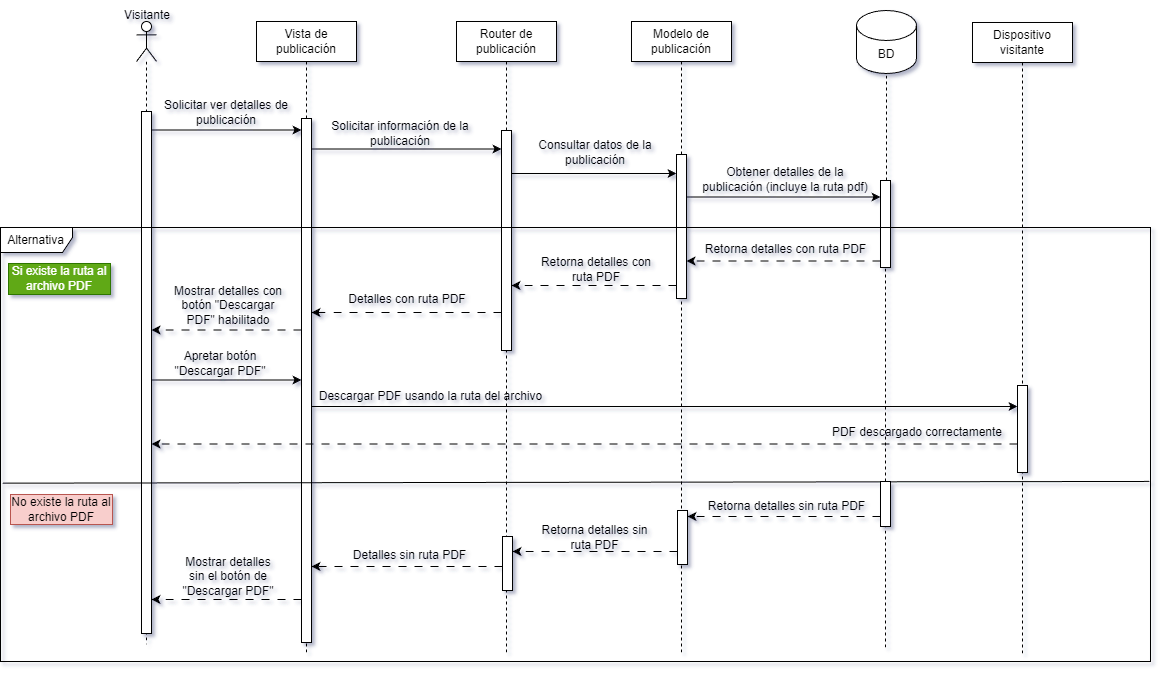 Visitante
Vista de
publicación
Router de
publicación
Modelo de
publicación
BD
Dispositivo
visitante
Solicitar ver detalles de
publicación
Solicitar información de la
publicación
Consultar datos de la
publicación
Obtener detalles de la
publicación (incluye la ruta pdf)
Alternativa
Si existe la ruta al
archivo PDF
Retorna detalles con ruta PDF
Retorna detalles con
ruta PDF
Detalles con ruta PDF
Mostrar detalles con
botón "Descargar
PDF" habilitado
Apretar botón
"Descargar PDF"
Descargar PDF usando la ruta del archivo
PDF descargado correctamente
No existe la ruta al
archivo PDF
Retorna detalles sin ruta PDF
Retorna detalles sin
ruta PDF
Detalles sin ruta PDF
Mostrar detalles
sin el botón de
"Descargar PDF"